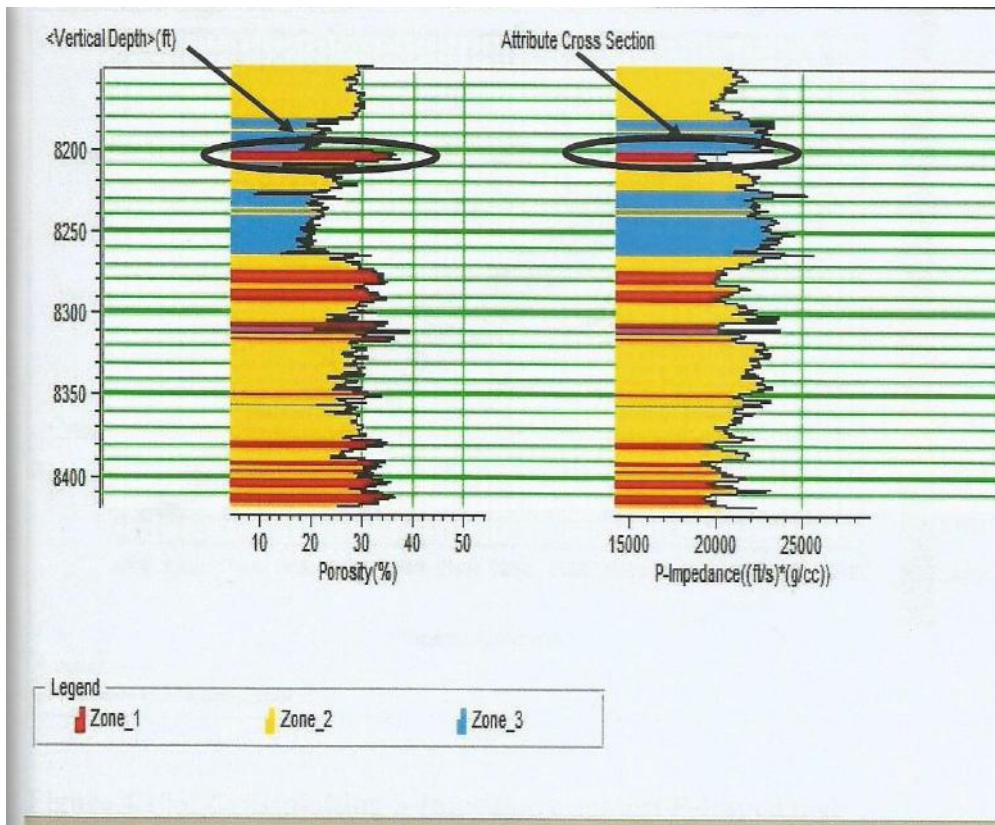 <Vertical Depth>(ft)
Attribute Cross Section
8200
8250
8300
8350
8400
10 20 30 40 50
15000 20000 25000
Porosity(%)
P-Impedance((ft/s)*(g/cc))
Legend
Zone_1 Zone_2 Zone_3